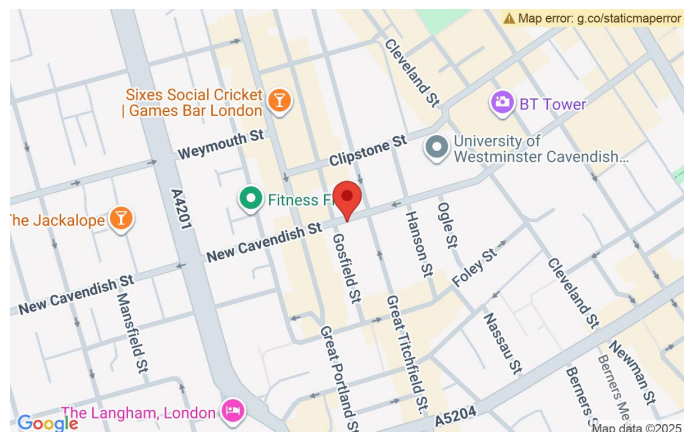 Map error: g.co/staticmaperror
Cleveland St
Sixes Social Cricket
| Games Bar London
BT Tower
Weymouth St
Clipstone St
University of
Westminster Cavendish...
A4201
Fitness F
The Jackalope
New Cavendish St
Hanson St
Ogle St
Gosfield St
Foley St
New Cavendish St
Mansfield St
Cleveland St
Great Portland St
Great Titchfield St
Nassau St
Newman St
Berners Me
Berners S
The Langham, London
A5204
Google
Map data ©2025